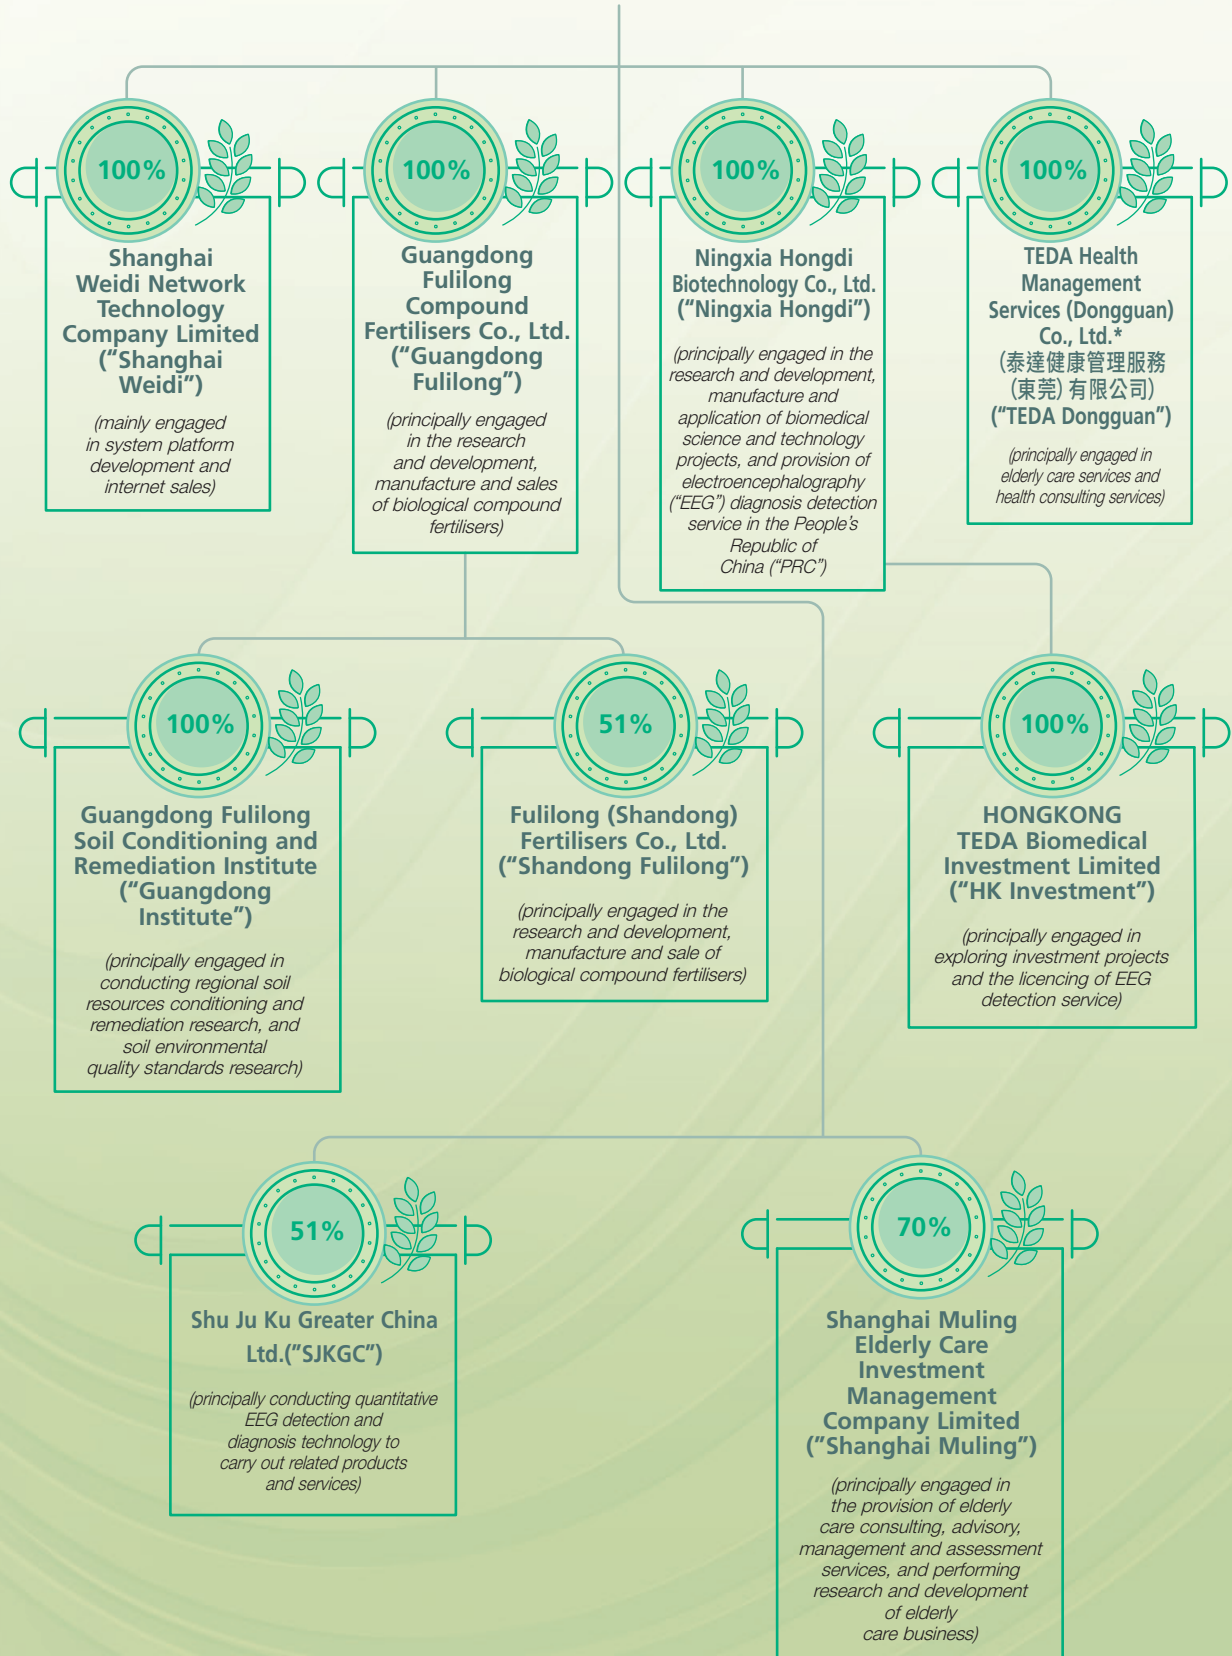 100%
Shanghai
Weidi Network
Technology
Company Limited
("Shanghai
Weidi")
(mainly engaged
in system platform
development and
internet sales)
100%
Guangdong
Fulilong
Compound
Fertilisers Co., Ltd.
("Guangdong
Fulilong")
(principally engaged
in the research
and development,
manufacture and sales
of biological compound
fertilisers)
100%
Ningxia Hongdi
Biotechnology Co., Ltd.
("Ningxia Hongdi")
(principally engaged in the
research and development,
manufacture and
application of biomedical
science and technology
projects, and provision of
electroencephalography
("EEG") diagnosis detection
service in the People's
Republic of
China ("PRC")
100%
TEDA Health
Management
Services (Dongguan)
Co., Ltd.*
(泰達健康管理服務
(東莞)有限公司)
("TEDA Dongguan")
(principally engaged in
elderly care services and
health consulting services)
100%
Guangdong Fulilong
Soil Conditioning and
Remediation Institute
("Guangdong
Institute")
(principally engaged in
conducting regional soil
resources conditioning and
remediation research, and
soil environmental
quality standards research)
51%
Fulilong (Shandong)
Fertilisers Co., Ltd.
("Shandong Fulilong")
(principally engaged in the
research and development,
manufacture and sale of
biological compound fertilisers)
100%
HONGKONG
TEDA Biomedical
Investment Limited
("HK Investment")
(principally engaged in
exploring investment projects
and the licencing of EEG
detection service)
51%
Shu Ju Ku Greater China
Ltd.("SJKGC")
(principally conducting quantitative
EEG detection and
diagnosis technology to
carry out related products
and services)
70%
Shanghai Muling
Elderly Care
Investment
Management
Company Limited
("Shanghai Muling")
(principally engaged in
the provision of elderly
care consulting, advisory,
management and assessment
services, and performing
research and development
of elderly
care business)